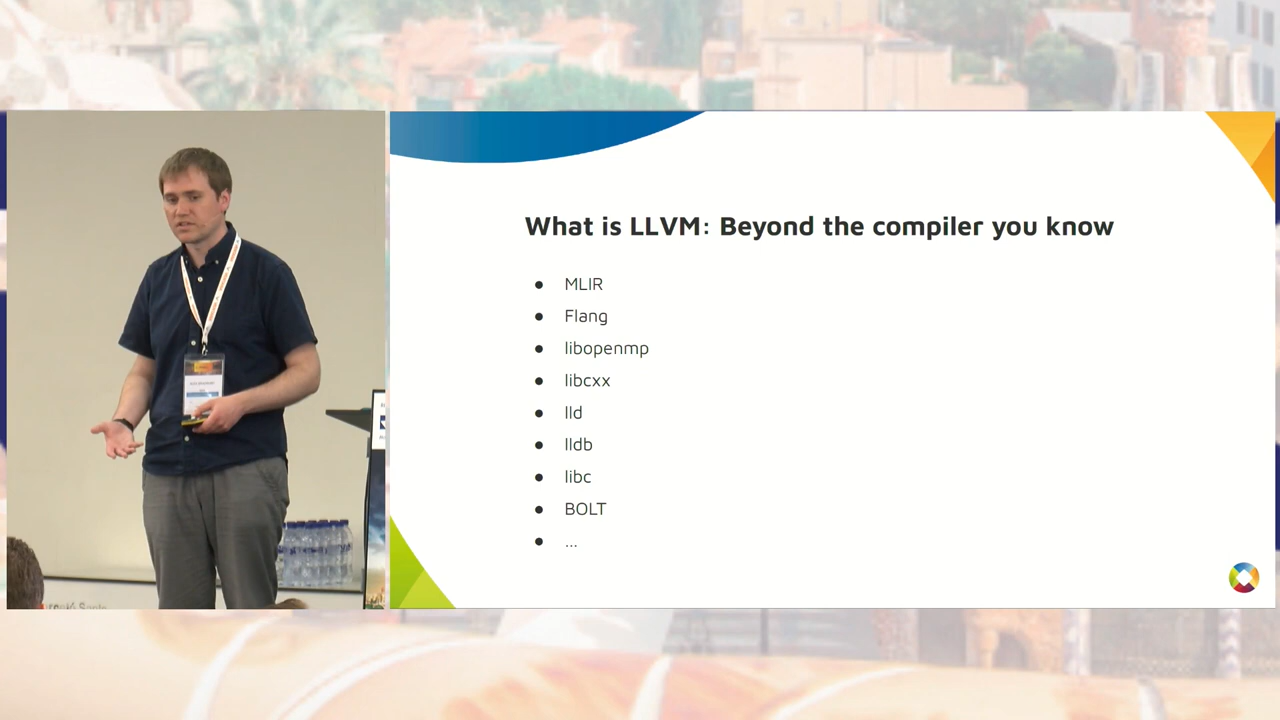 What is LLVM: Beyond the compiler you know
● MLIR
● Flang
● libopenmp
● libcxx
● lld
● lldb
● libc
● BOLT
● ...